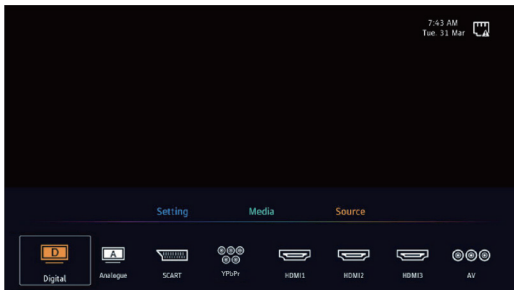 7:43 AM
Tue. 31 Mar
Setting Media Source
D A
Digital Analogue SCART YPbPr HDMI1 HDMI2 HDMI3 AV